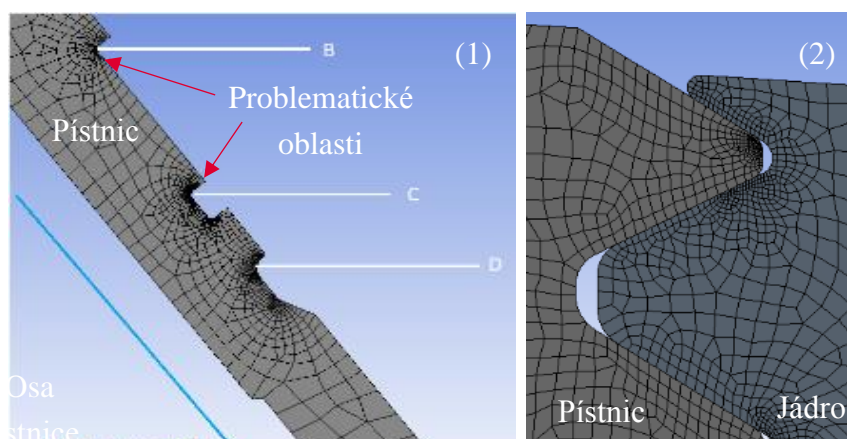 B
(1)
Problematické
oblasti
Pístnic
C
D
Osa
stnice
(2)
Pístnic
Jádro